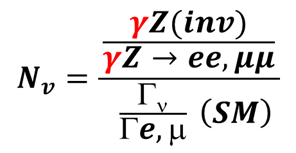 γZ(inv)
γZ → ee, μμ
N_ν =
Γ_ν
Γe, μ
(SM)